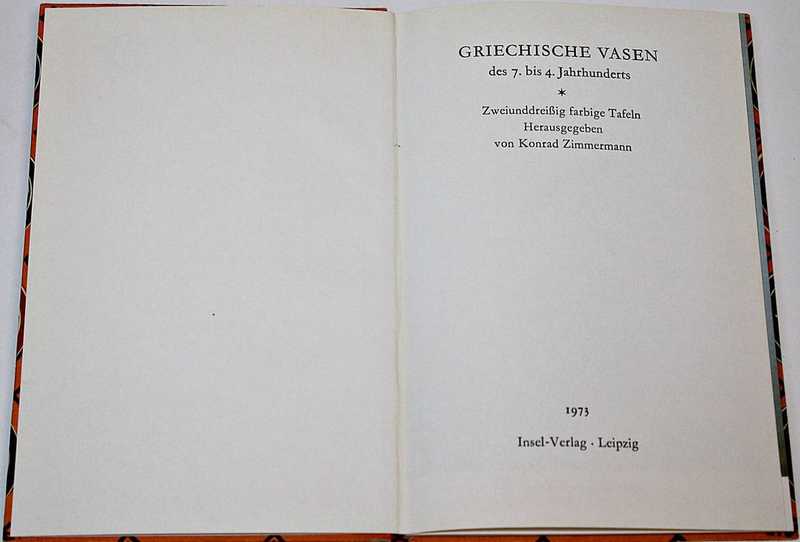 GRIECHISCHE VASEN
des 7. bis 4. Jahrhunderts
*
Zweiunddreißig farbige Tafeln
Herausgegeben
von Konrad Zimmermann
1973
Insel-Verlag · Leipzig